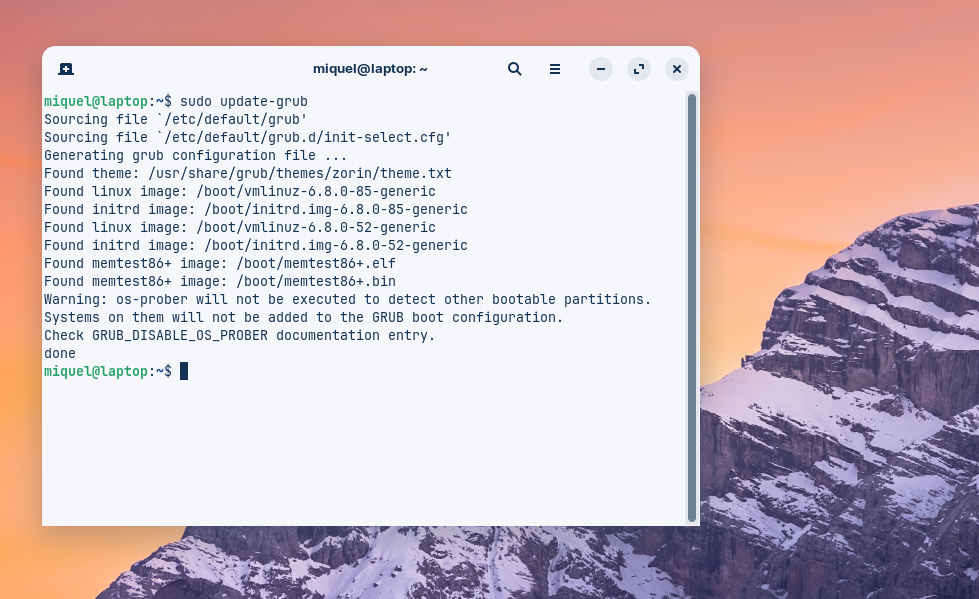 miquel@laptop: ~
miquel@laptop:~$ sudo update-grub
Sourcing file `/etc/default/grub'
Sourcing file `/etc/default/grub.d/init-select.cfg'
Generating grub configuration file ...
Found theme: /usr/share/grub/themes/zorin/theme.txt
Found linux image: /boot/vmlinuz-6.8.0-85-generic
Found initrd image: /boot/initrd.img-6.8.0-85-generic
Found linux image: /boot/vmlinuz-6.8.0-52-generic
Found initrd image: /boot/initrd.img-6.8.0-52-generic
Found memtest86+ image: /boot/memtest86+.elf
Found memtest86+ image: /boot/memtest86+.bin
Warning: os-prober will not be executed to detect other bootable partitions.
Systems on them will not be added to the GRUB boot configuration.
Check GRUB_DISABLE_OS_PROBER documentation entry.
done
miquel@laptop:~$